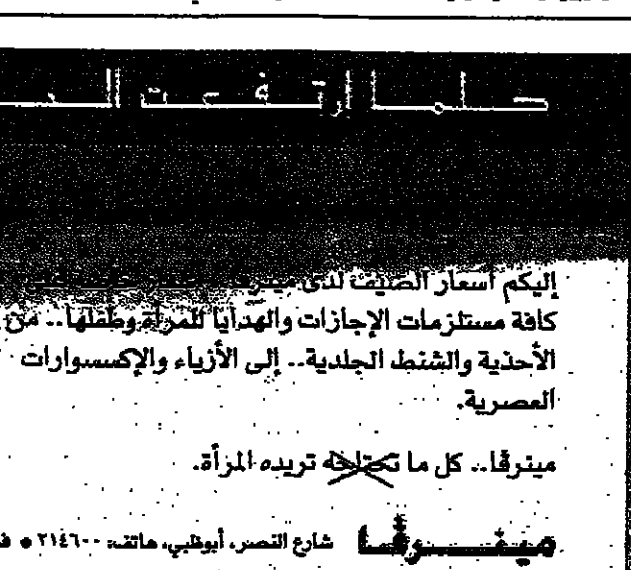 كلما ارتفعت
إليكم أسعار الصيف لدى ميترفا
كافة مستلزمات الإجازات والهدايا للمرأة وطفلها.. من
الأحذية والشنط الجلدية.. إلى الأزياء والإكسسوارات
العصرية.
ميترڤا.. كل ما تحتاجه تريده المرأة.
شارع النصر، أبوظبي، هاتف: ٢١٤٦٠٠ •